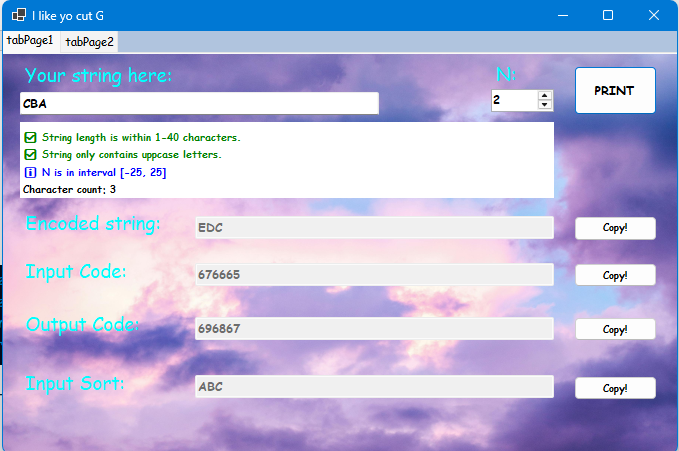 I like yo cut G
tabPage1 tabPage2
Your string here: N:
CBA 2 PRINT
String length is within 1-40 characters.
String only contains uppcase letters.
N is in interval [-25, 25]
Character count: 3
Encoded string: EDC Copy!
Input Code: 676665 Copy!
Output Code: 696867 Copy!
Input Sort: ABC Copy!